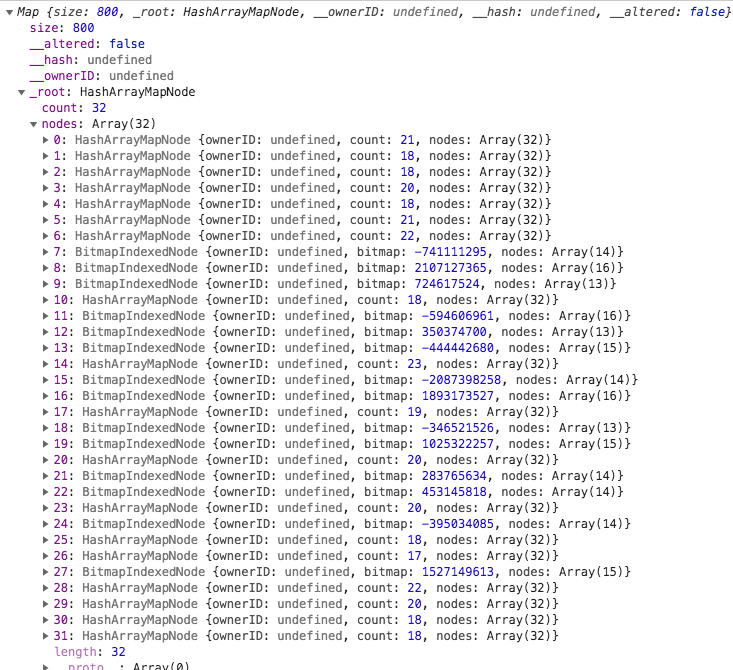 Map {size: 800, _root: HashArrayMapNode, __ownerID: undefined, __hash: undefined, __altered: false}
size: 800
__altered: false
__hash: undefined
__ownerID: undefined
_root: HashArrayMapNode
count: 32
nodes: Array(32)
0: HashArrayMapNode {ownerID: undefined, count: 21, nodes: Array(32)}
1: HashArrayMapNode {ownerID: undefined, count: 18, nodes: Array(32)}
2: HashArrayMapNode {ownerID: undefined, count: 18, nodes: Array(32)}
3: HashArrayMapNode {ownerID: undefined, count: 20, nodes: Array(32)}
4: HashArrayMapNode {ownerID: undefined, count: 18, nodes: Array(32)}
5: HashArrayMapNode {ownerID: undefined, count: 21, nodes: Array(32)}
6: HashArrayMapNode {ownerID: undefined, count: 22, nodes: Array(32)}
7: BitmapIndexedNode {ownerID: undefined, bitmap: -741111295, nodes: Array(14)}
8: BitmapIndexedNode {ownerID: undefined, bitmap: 2107127365, nodes: Array(16)}
9: BitmapIndexedNode {ownerID: undefined, bitmap: 724617524, nodes: Array(13)}
10: HashArrayMapNode {ownerID: undefined, count: 18, nodes: Array(32)}
11: BitmapIndexedNode {ownerID: undefined, bitmap: -594606961, nodes: Array(16)}
12: BitmapIndexedNode {ownerID: undefined, bitmap: 350374700, nodes: Array(13)}
13: BitmapIndexedNode {ownerID: undefined, bitmap: -444442680, nodes: Array(15)}
14: HashArrayMapNode {ownerID: undefined, count: 23, nodes: Array(32)}
15: BitmapIndexedNode {ownerID: undefined, bitmap: -2087398258, nodes: Array(14)}
16: BitmapIndexedNode {ownerID: undefined, bitmap: 1893173527, nodes: Array(16)}
17: HashArrayMapNode {ownerID: undefined, count: 19, nodes: Array(32)}
18: BitmapIndexedNode {ownerID: undefined, bitmap: -346521526, nodes: Array(13)}
19: BitmapIndexedNode {ownerID: undefined, bitmap: 1025322257, nodes: Array(15)}
20: HashArrayMapNode {ownerID: undefined, count: 20, nodes: Array(32)}
21: BitmapIndexedNode {ownerID: undefined, bitmap: 283765634, nodes: Array(14)}
22: BitmapIndexedNode {ownerID: undefined, bitmap: 453145818, nodes: Array(14)}
23: HashArrayMapNode {ownerID: undefined, count: 20, nodes: Array(32)}
24: BitmapIndexedNode {ownerID: undefined, bitmap: -395034085, nodes: Array(14)}
25: HashArrayMapNode {ownerID: undefined, count: 18, nodes: Array(32)}
26: HashArrayMapNode {ownerID: undefined, count: 17, nodes: Array(32)}
27: BitmapIndexedNode {ownerID: undefined, bitmap: 1527149613, nodes: Array(15)}
28: HashArrayMapNode {ownerID: undefined, count: 22, nodes: Array(32)}
29: HashArrayMapNode {ownerID: undefined, count: 20, nodes: Array(32)}
30: HashArrayMapNode {ownerID: undefined, count: 18, nodes: Array(32)}
31: HashArrayMapNode {ownerID: undefined, count: 18, nodes: Array(32)}
length: 32
__proto__: Array(0)